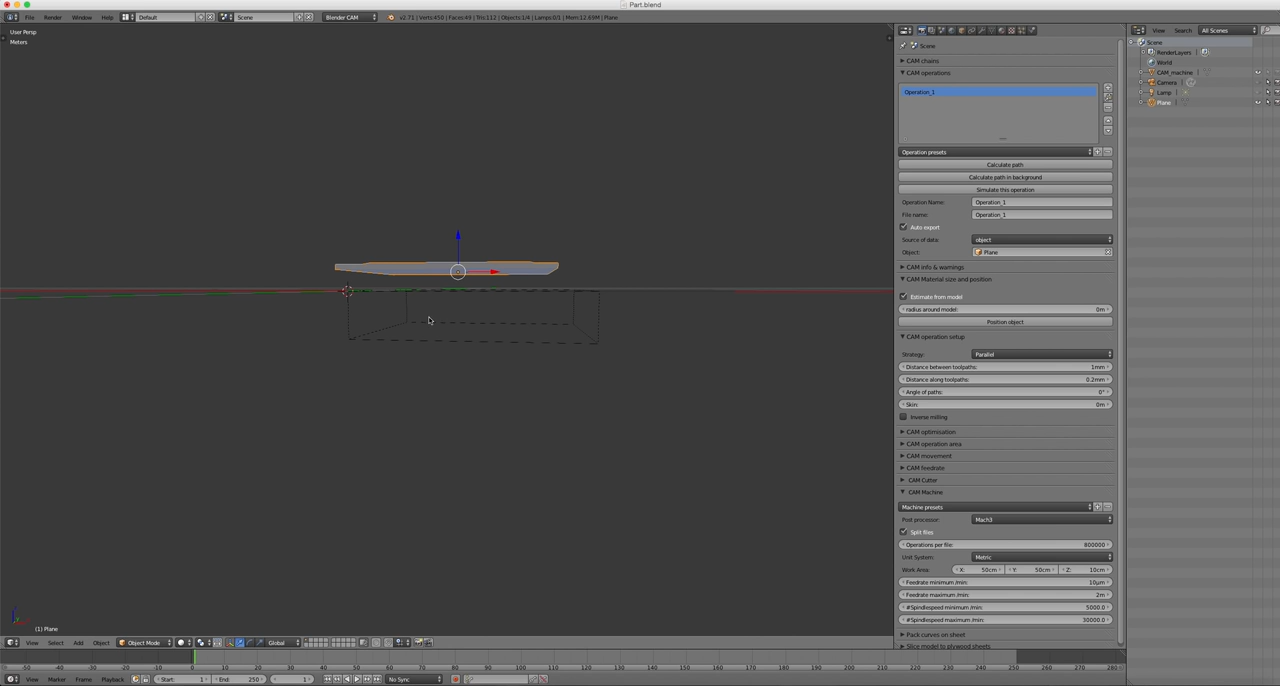 Part.blend
File Render Window Help Default Scene Blender CAM v2.71 | Verts:450 | Faces:49 | Tris:112 | Objects:1/4 | Lamps:0/1 | Mem:12.69M | Plane
User Persp
Meters
(1) Plane
View Select Add Object Object Mode Global
-50 -40 -30 -20 -10 0 10 20 30 40 50 60 70 80 90 100 110 120 130 140 150 160 170 180 190 200 210 220 230 240 250 260 270 280
View Marker Frame Playback Start: 1 End: 250 1 No Sync
Scene
CAM chains
CAM operations
Operation_1
Operation presets
Calculate path
Calculate path in background
Simulate this operation
Operation Name: Operation_1
File name: Operation_1
Auto export
Source of data: object
Object: Plane
CAM info & warnings
CAM Material size and position
Estimate from model
radius around model: 0m
Position object
CAM operation setup
Strategy: Parallel
Distance between toolpaths: 1mm
Distance along toolpaths: 0.2mm
Angle of paths: 0°
Skin: 0m
Inverse milling
CAM optimisation
CAM operation area
CAM movement
CAM feedrate
CAM Cutter
CAM Machine
Machine presets
Post processor: Mach3
Split files
Operations per file: 800000
Unit System: Metric
Work Area: X: 50cm Y: 50cm Z: 10cm
Feedrate minimum /min: 10µm
Feedrate maximum /min: 2m
#Spindlespeed minimum /min: 5000.0
#Spindlespeed maximum /min: 30000.0
Pack curves on sheet
Slice model to plywood sheets
View Search All Scenes
Scene
RenderLayers
World
CAM_machine
Camera
Lamp
Plane